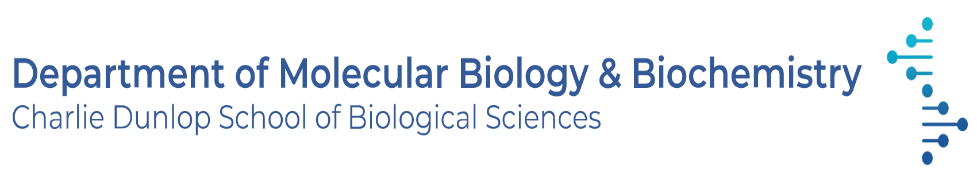 Department of Molecular Biology & Biochemistry
Charlie Dunlop School of Biological Sciences